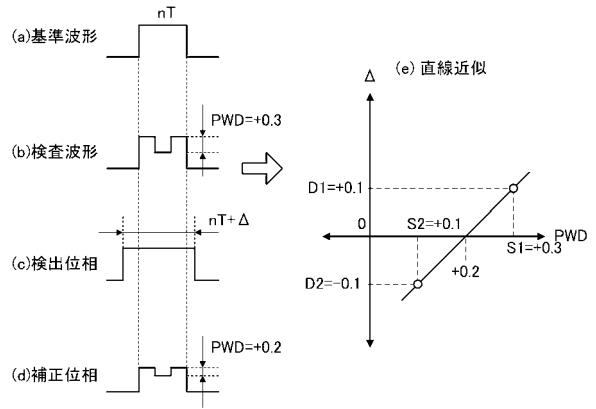 nT
(a)基準波形
PWD=+0.3
(b)検査波形
nT+Δ
(c)検出位相
PWD=+0.2
(d)補正位相
(e) 直線近似
Δ
D1=+0.1
0
S2=+0.1
PWD
S1=+0.3
+0.2
D2=-0.1